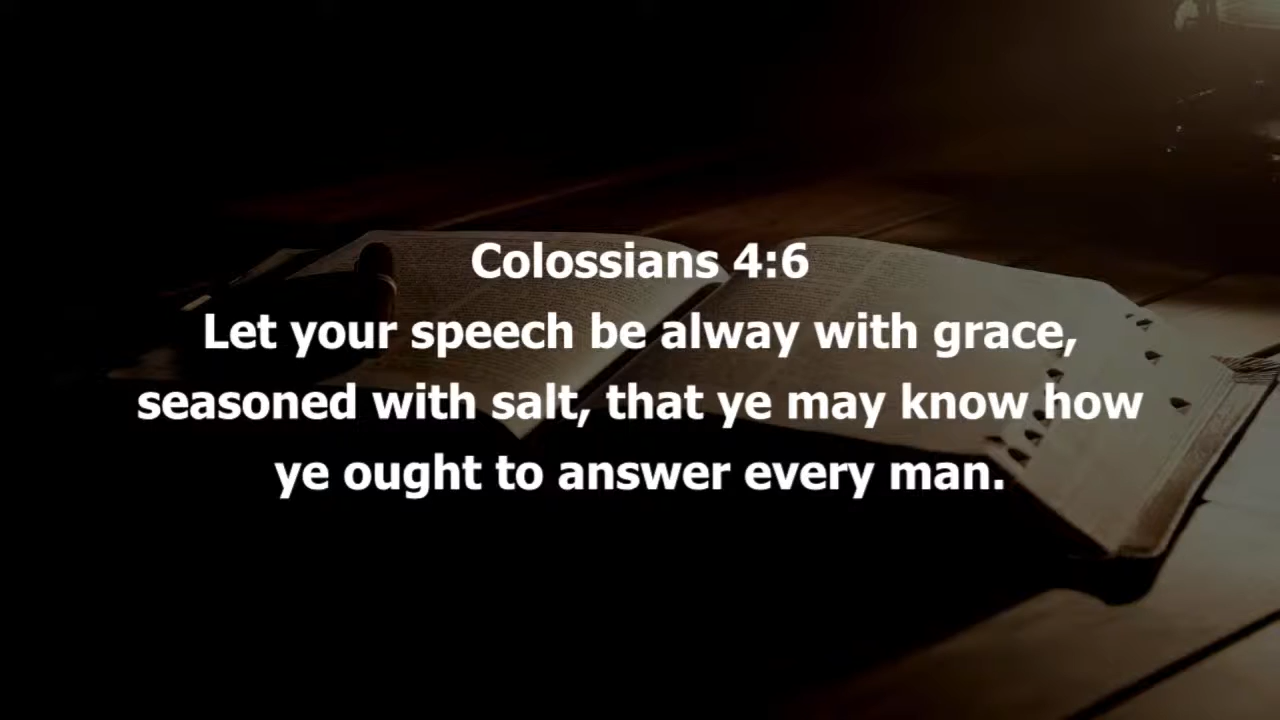 Colossians 4:6
Let your speech be alway with grace,
seasoned with salt, that ye may know how
ye ought to answer every man.